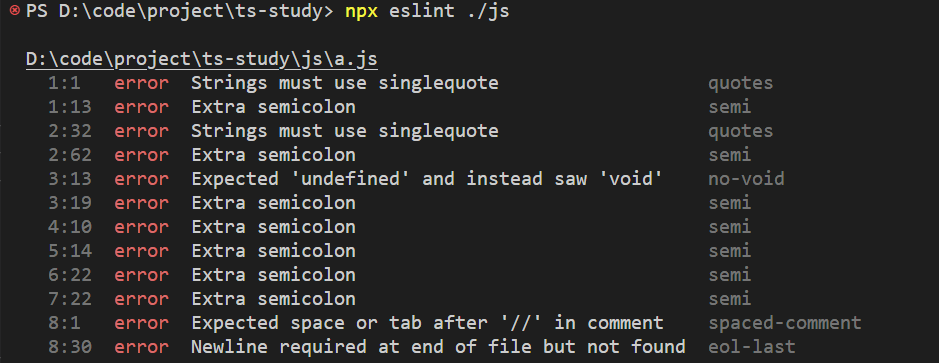 PS D:\code\project\ts-study> npx eslint ./js
D:\code\project\ts-study\js\a.js
1:1 error Strings must use singlequote quotes
1:13 error Extra semicolon semi
2:32 error Strings must use singlequote quotes
2:62 error Extra semicolon semi
3:13 error Expected 'undefined' and instead saw 'void' no-void
3:19 error Extra semicolon semi
4:10 error Extra semicolon semi
5:14 error Extra semicolon semi
6:22 error Extra semicolon semi
7:22 error Extra semicolon semi
8:1 error Expected space or tab after '//' in comment spaced-comment
8:30 error Newline required at end of file but not found eol-last